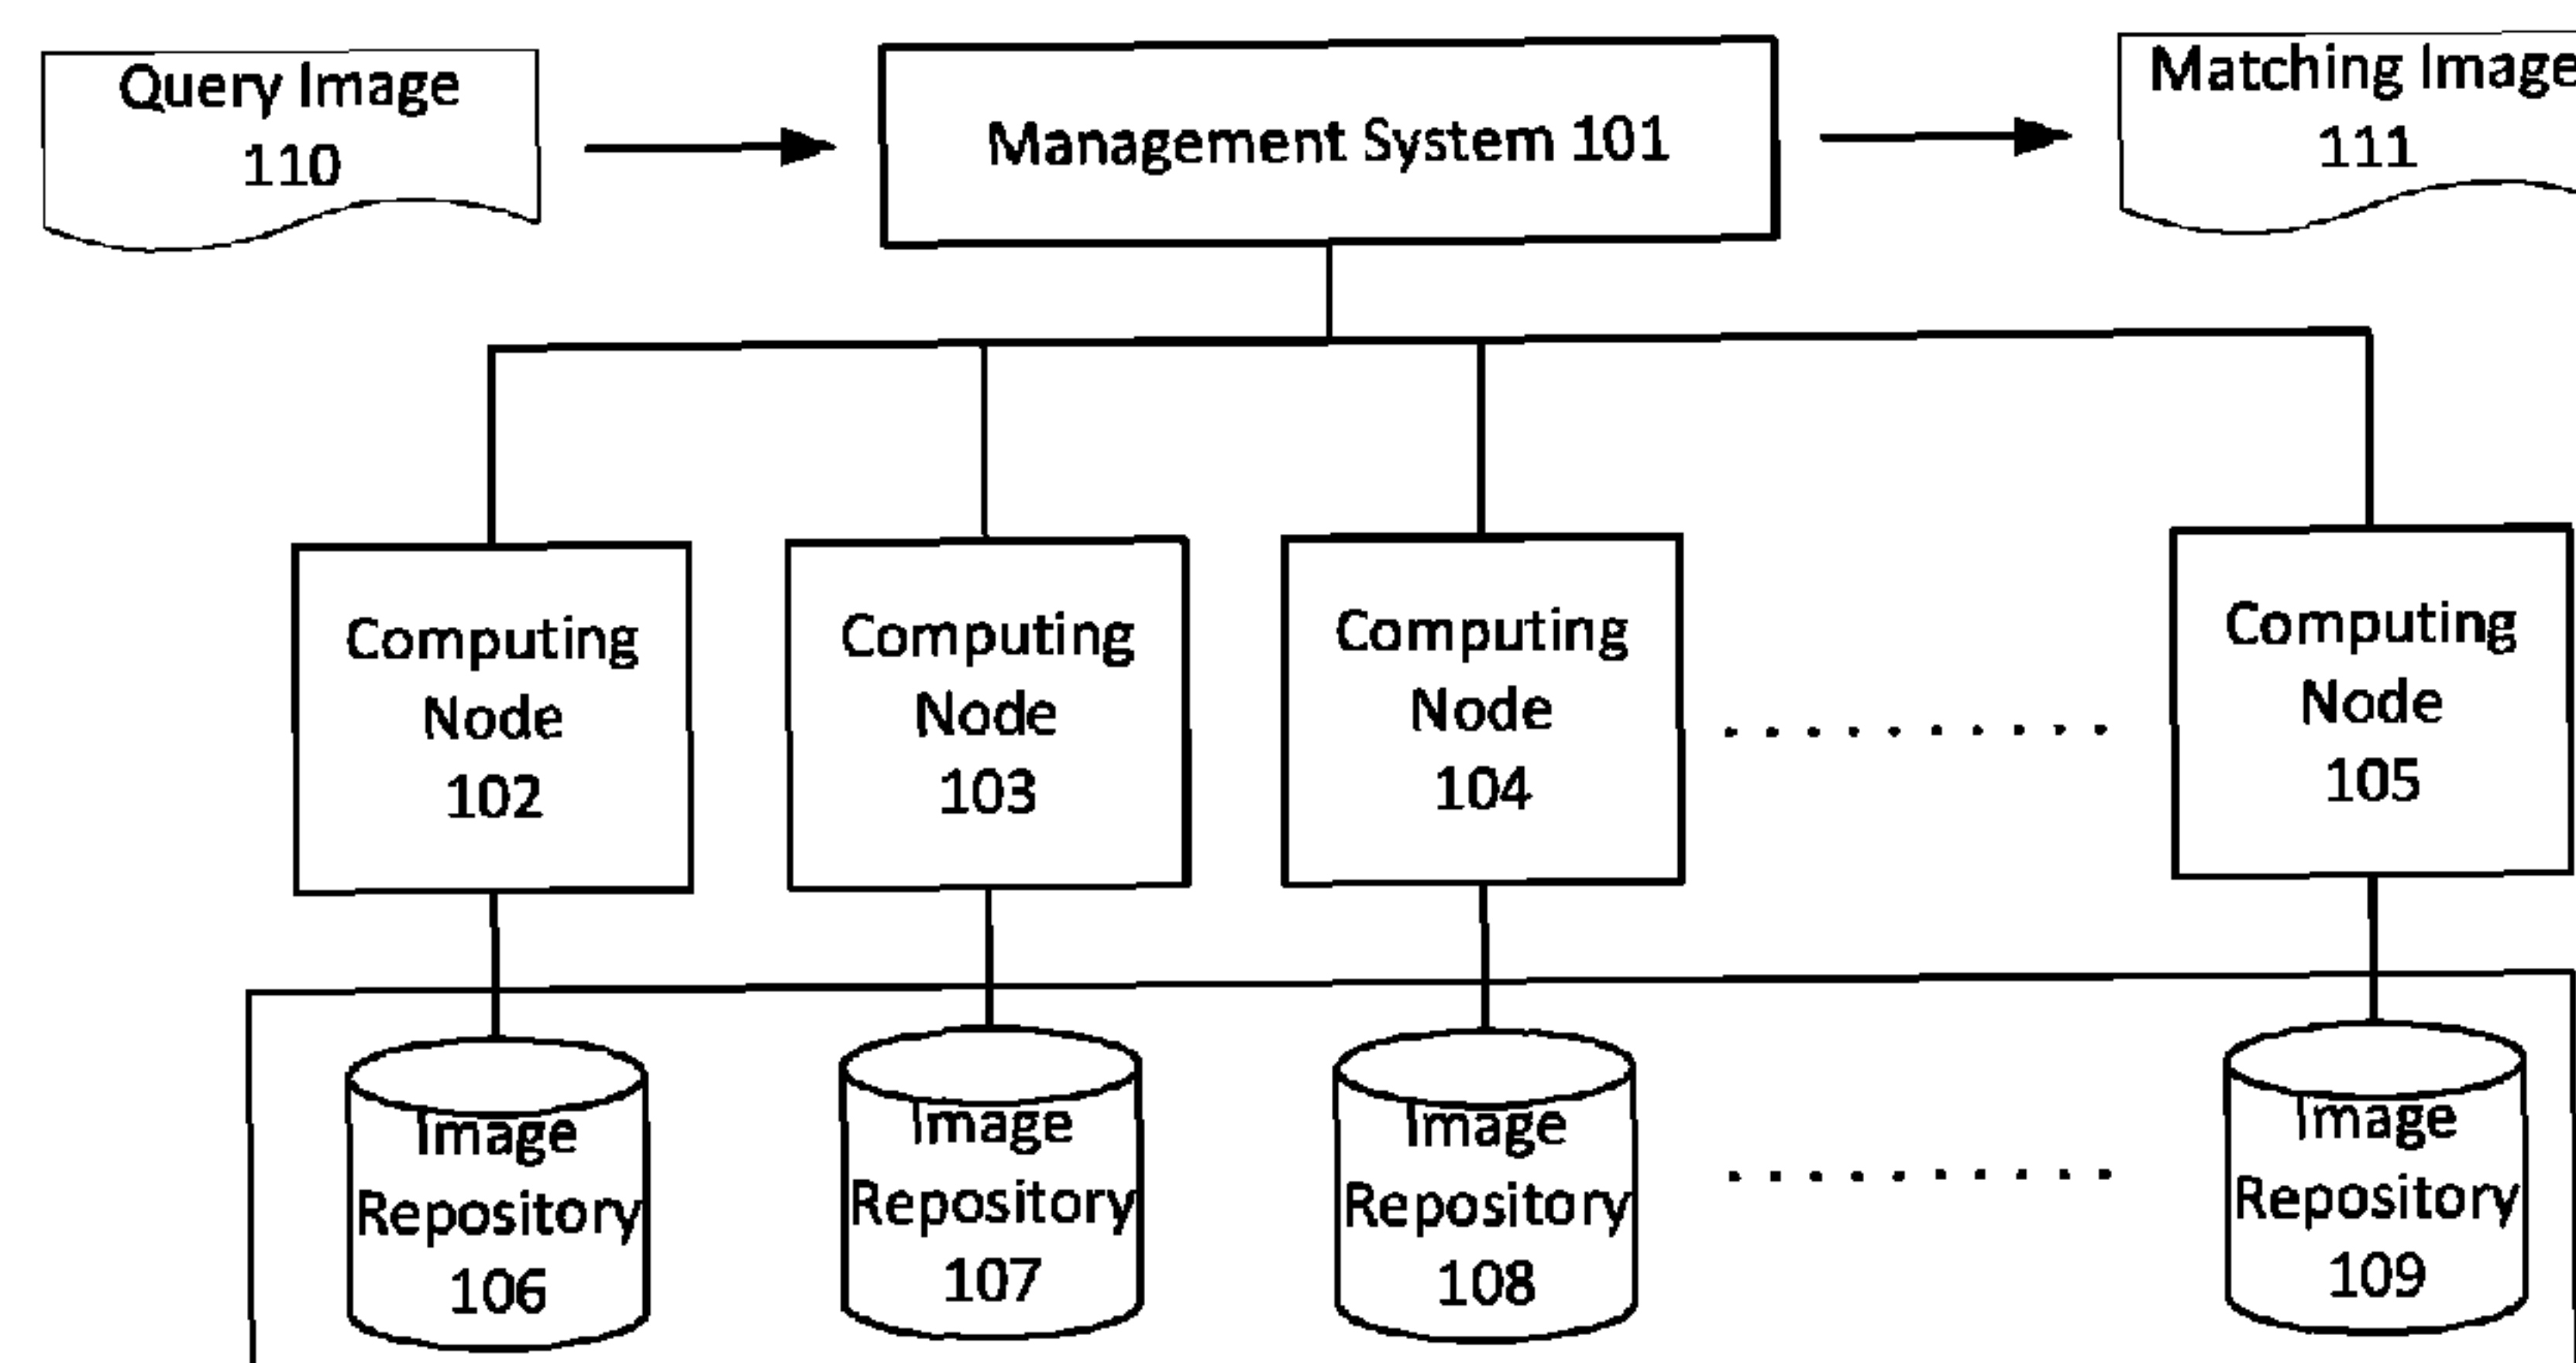 Query Image
110
Management System 101
Matching Image
111
Computing
Node
102
Computing
Node
103
Computing
Node
104
Computing
Node
105
Image
Repository
106
Image
Repository
107
Image
Repository
108
Image
Repository
109